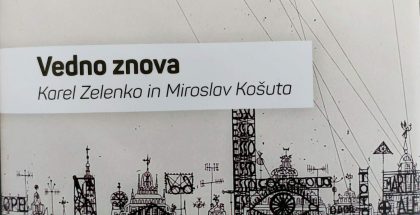 Vedno znova
Karel Zelenko in Miroslav Košuta